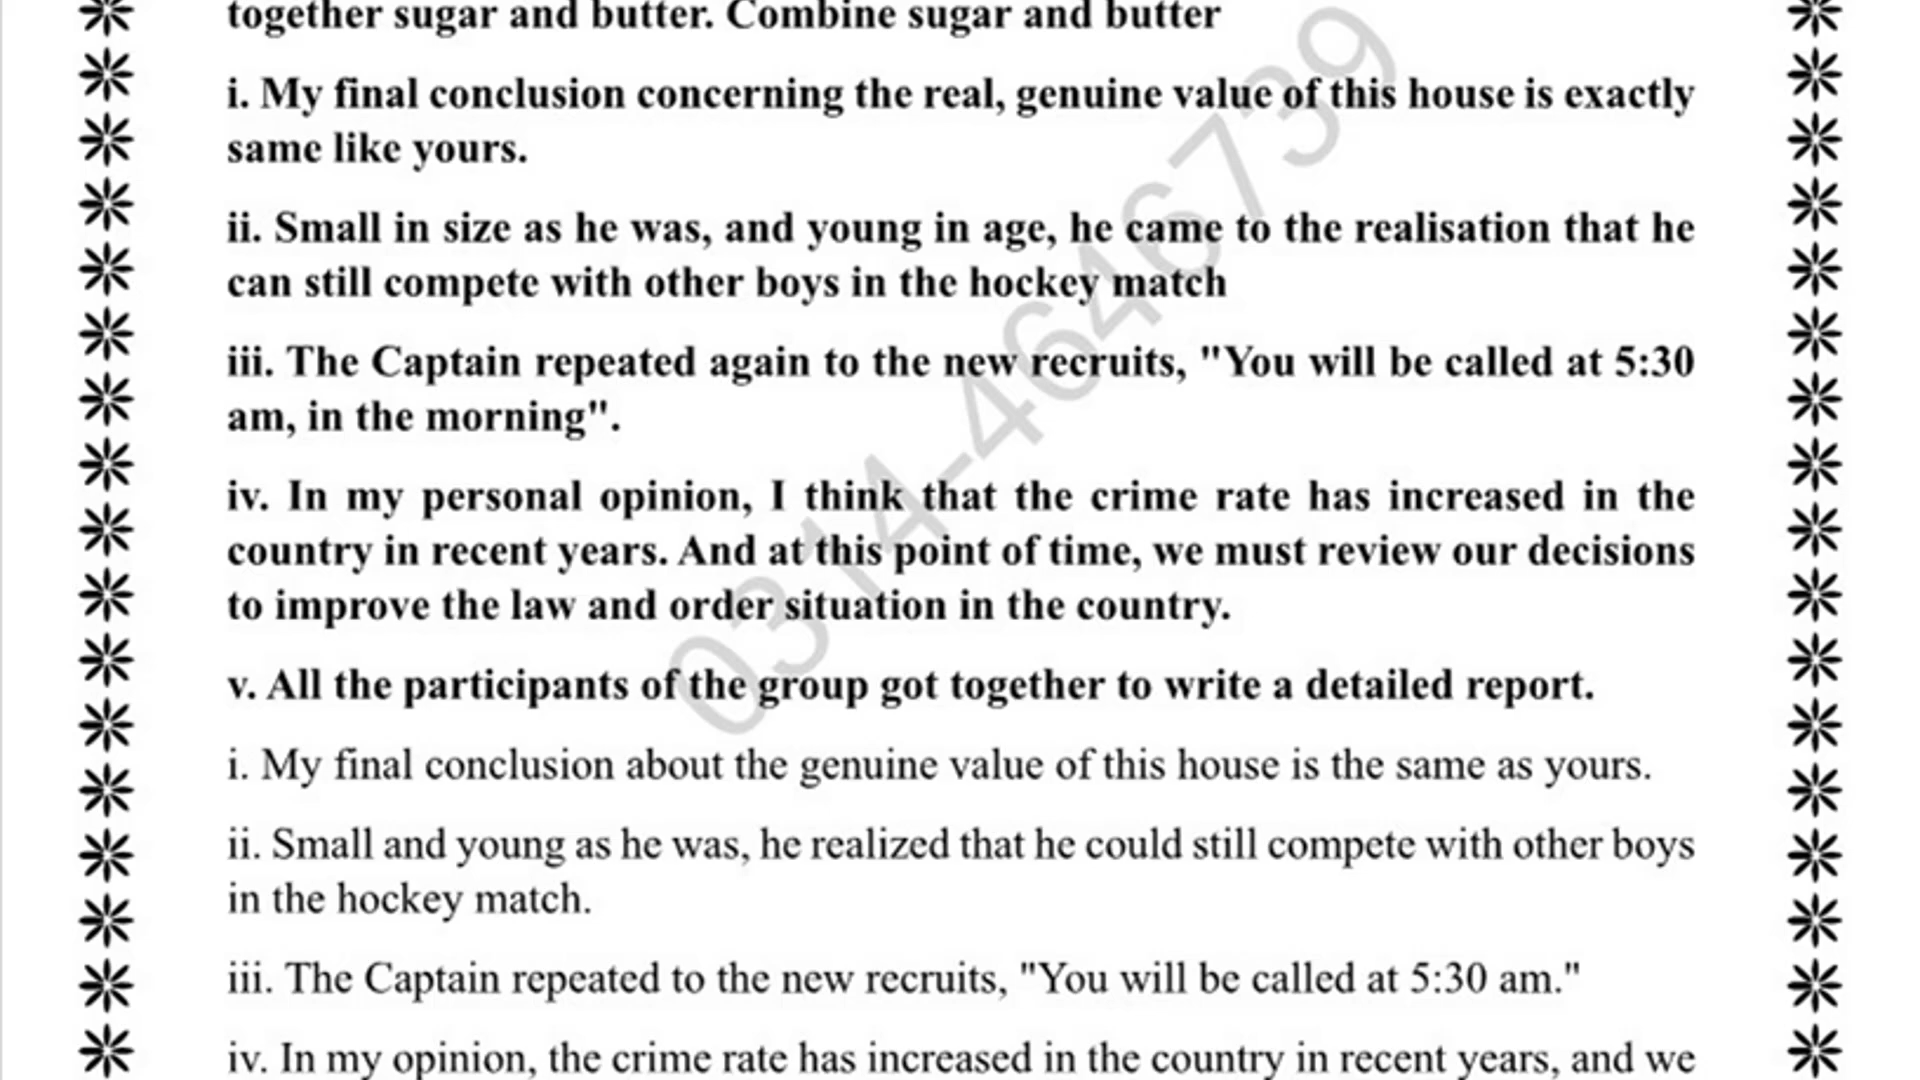 together sugar and butter. Combine sugar and butter
i. My final conclusion concerning the real, genuine value of this house is exactly
same like yours.
ii. Small in size as he was, and young in age, he came to the realisation that he
can still compete with other boys in the hockey match
iii. The Captain repeated again to the new recruits, "You will be called at 5:30
am, in the morning".
iv. In my personal opinion, I think that the crime rate has increased in the
country in recent years. And at this point of time, we must review our decisions
to improve the law and order situation in the country.
v. All the participants of the group got together to write a detailed report.
i. My final conclusion about the genuine value of this house is the same as yours.
ii. Small and young as he was, he realized that he could still compete with other boys
in the hockey match.
iii. The Captain repeated to the new recruits, "You will be called at 5:30 am."
iv. In my opinion, the crime rate has increased in the country in recent years, and we
0314-4646739